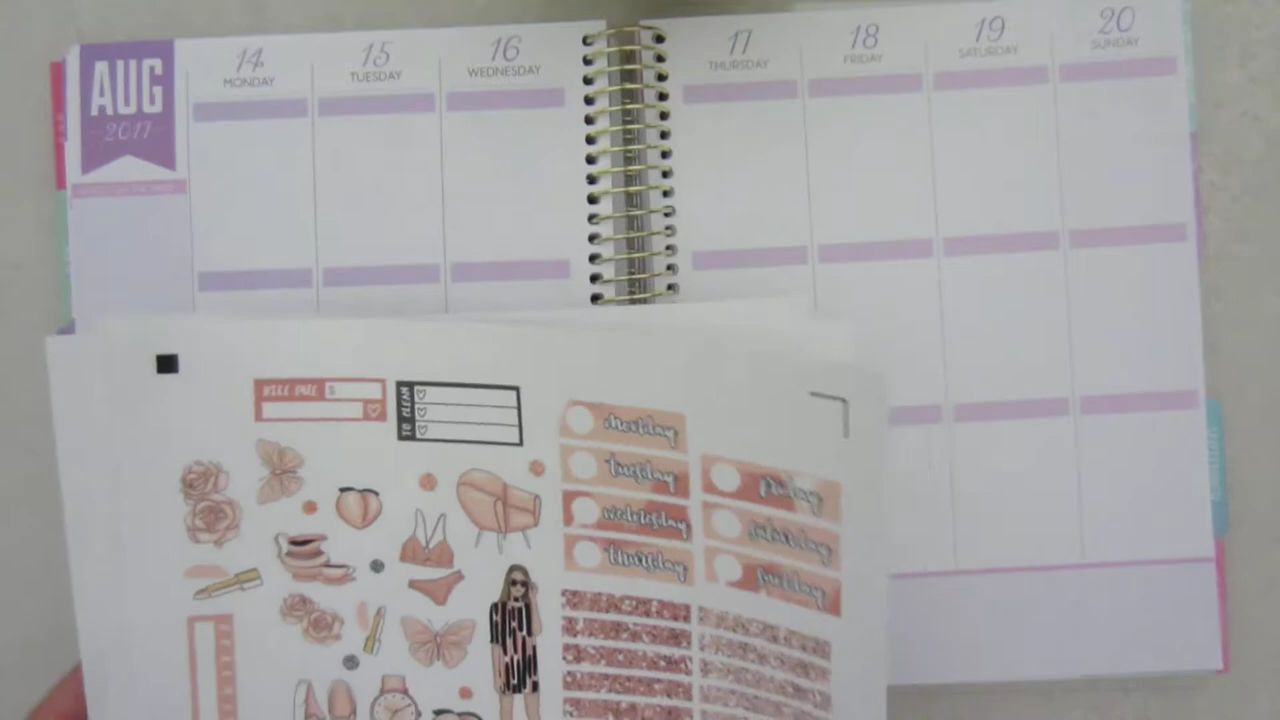 AUG
2017
14
MONDAY
15
TUESDAY
16
WEDNESDAY
17
THURSDAY
18
FRIDAY
19
SATURDAY
20
SUNDAY
BILL DUE $
TO CLEAN
monday
tuesday
wednesday
thursday
friday
saturday
sunday